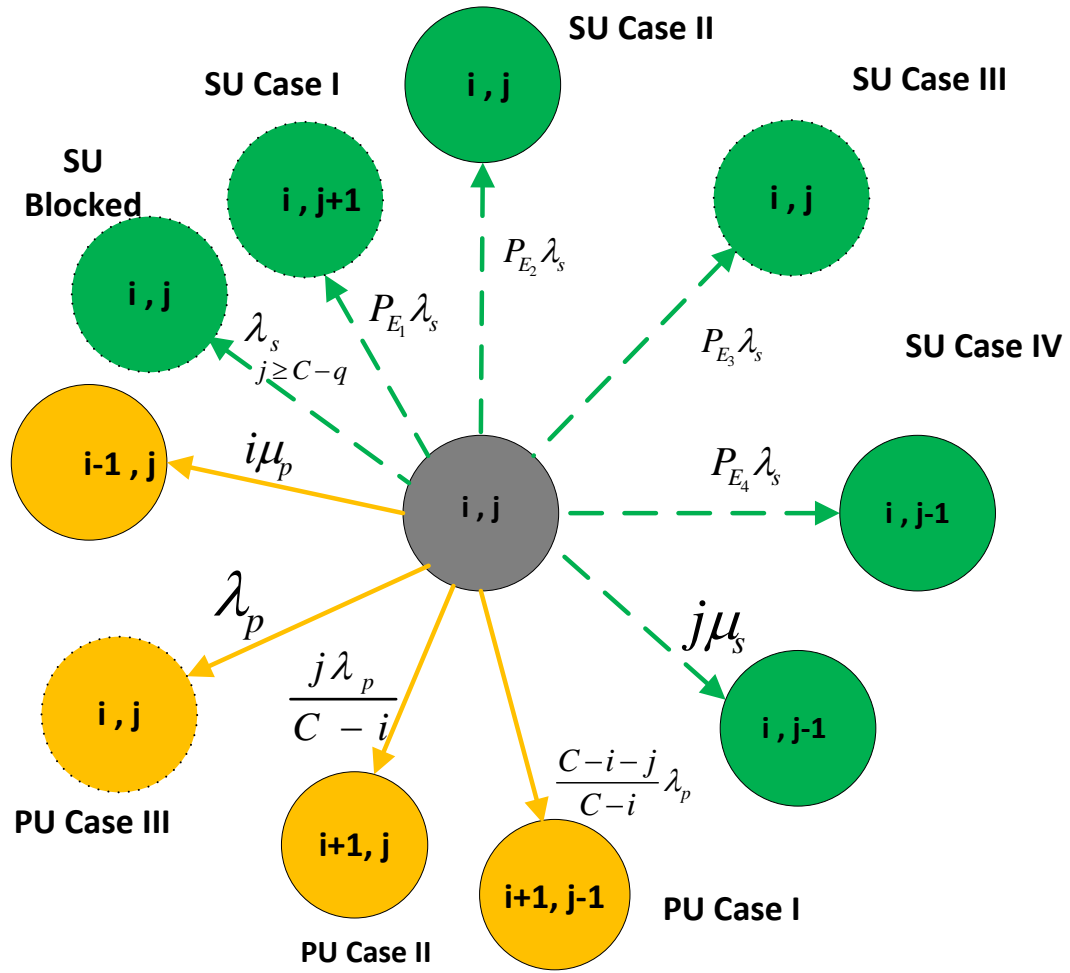 SU Case II
i , j
SU Case I
i , j+1
SU Case III
i , j
SU
Blocked
i , j
P_{E_2} λ_s
P_{E_1} λ_s
λ_s
j ≥ C − q
P_{E_3} λ_s
SU Case IV
i-1 , j
iμ_p
i , j
P_{E_4} λ_s
i , j-1
λ_p
jμ_s
i , j
PU Case III
\frac{j λ_p}{C − i}
\frac{C−i−j}{C−i} λ_p
i , j-1
i+1, j
PU Case II
i+1, j-1
PU Case I